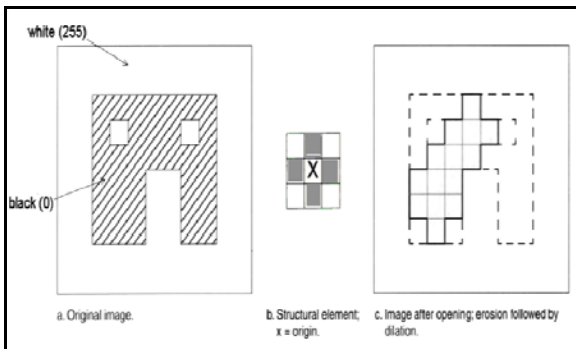 white (255)
black (0)
X
a. Original image.
b. Structural element;
x = origin.
c. Image after opening; erosion followed by
dilation.